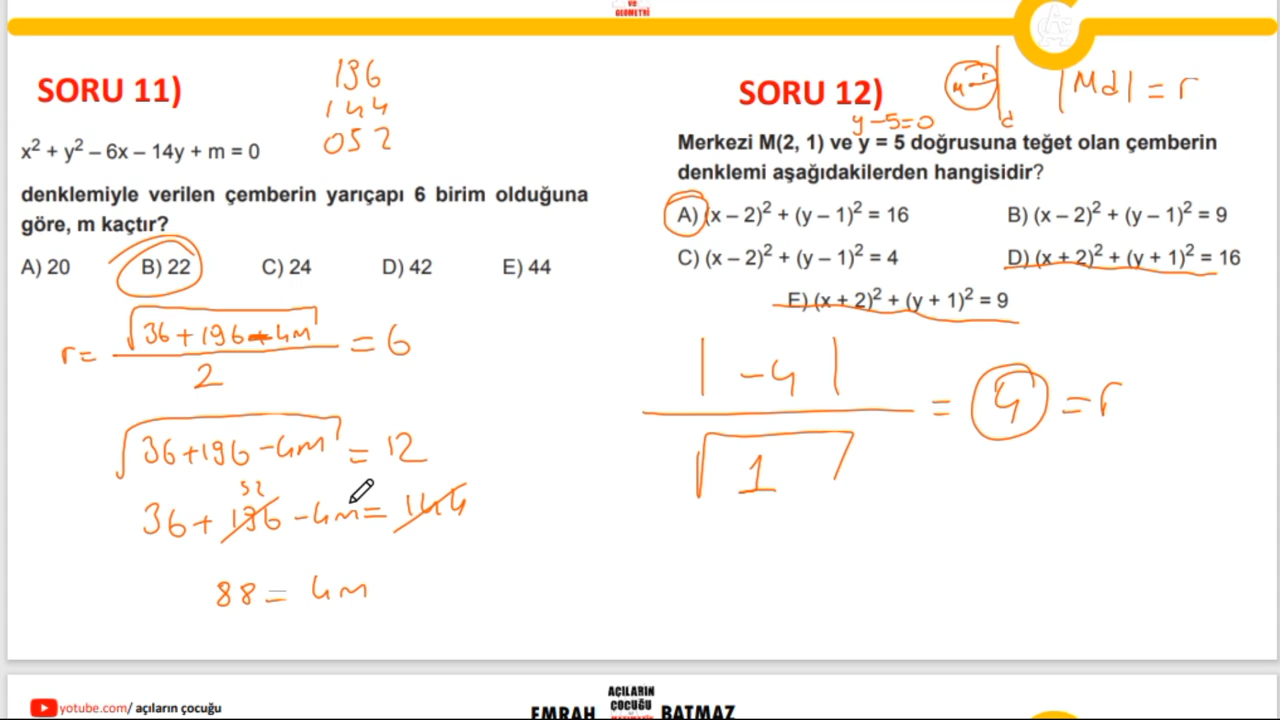 ve
GEOMETRİ
SORU 11)
196
144
052
x² + y² – 6x – 14y + m = 0
denklemiyle verilen çemberin yarıçapı 6 birim olduğuna
göre, m kaçtır?
A) 20 B) 22 C) 24 D) 42 E) 44
r = √36+196-4m / 2 = 6
√36+196-4m = 12
52
36 + 196 - 4m = 144
88 = 4m
SORU 12)
M r d |Md| = r
y-5=0
Merkezi M(2, 1) ve y = 5 doğrusuna teğet olan çemberin
denklemi aşağıdakilerden hangisidir?
A) (x – 2)² + (y – 1)² = 16 B) (x – 2)² + (y – 1)² = 9
C) (x – 2)² + (y – 1)² = 4 D) (x + 2)² + (y + 1)² = 16
E) (x + 2)² + (y + 1)² = 9
|-4| / √1 = 4 = r
yotube.com/ açıların çocuğu
AÇILARIN
ÇOCUĞU
EMRAH BATMAZ